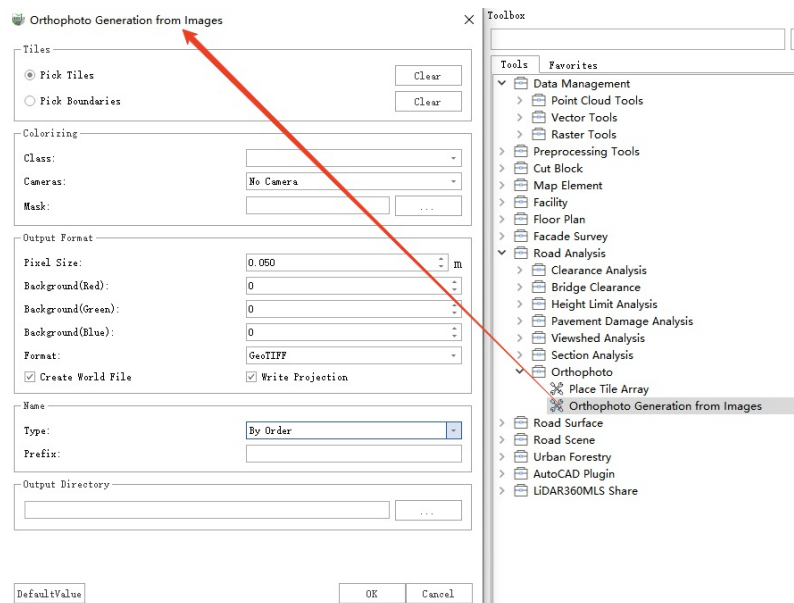 Orthophoto Generation from Images
Tiles
Pick Tiles
Clear
Pick Boundaries
Clear
Colorizing
Class:
Cameras:
No Camera
Mask:
...
Output Format
Pixel Size:
0.050
m
Background(Red):
0
Background(Green):
0
Background(Blue):
0
Format:
GeoTIFF
Create World File
Write Projection
Name
Type:
By Order
Prefix:
Output Directory
...
DefaultValue
OK
Cancel
Toolbox
Tools
Favorites
Data Management
Point Cloud Tools
Vector Tools
Raster Tools
Preprocessing Tools
Cut Block
Map Element
Facility
Floor Plan
Facade Survey
Road Analysis
Clearance Analysis
Bridge Clearance
Height Limit Analysis
Pavement Damage Analysis
Viewshed Analysis
Section Analysis
Orthophoto
Place Tile Array
Orthophoto Generation from Images
Road Surface
Road Scene
Urban Forestry
AutoCAD Plugin
LiDAR360MLS Share